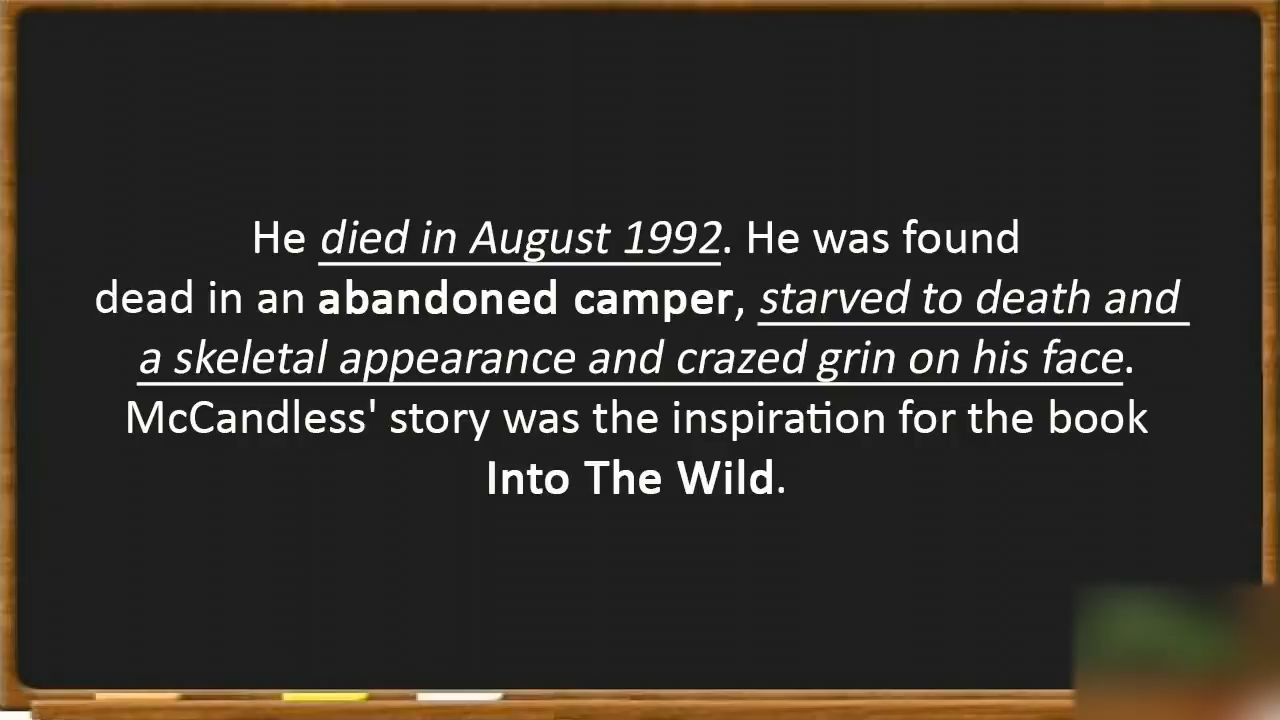 He died in August 1992. He was found
dead in an abandoned camper, starved to death and
a skeletal appearance and crazed grin on his face.
McCandless' story was the inspiration for the book
Into The Wild.